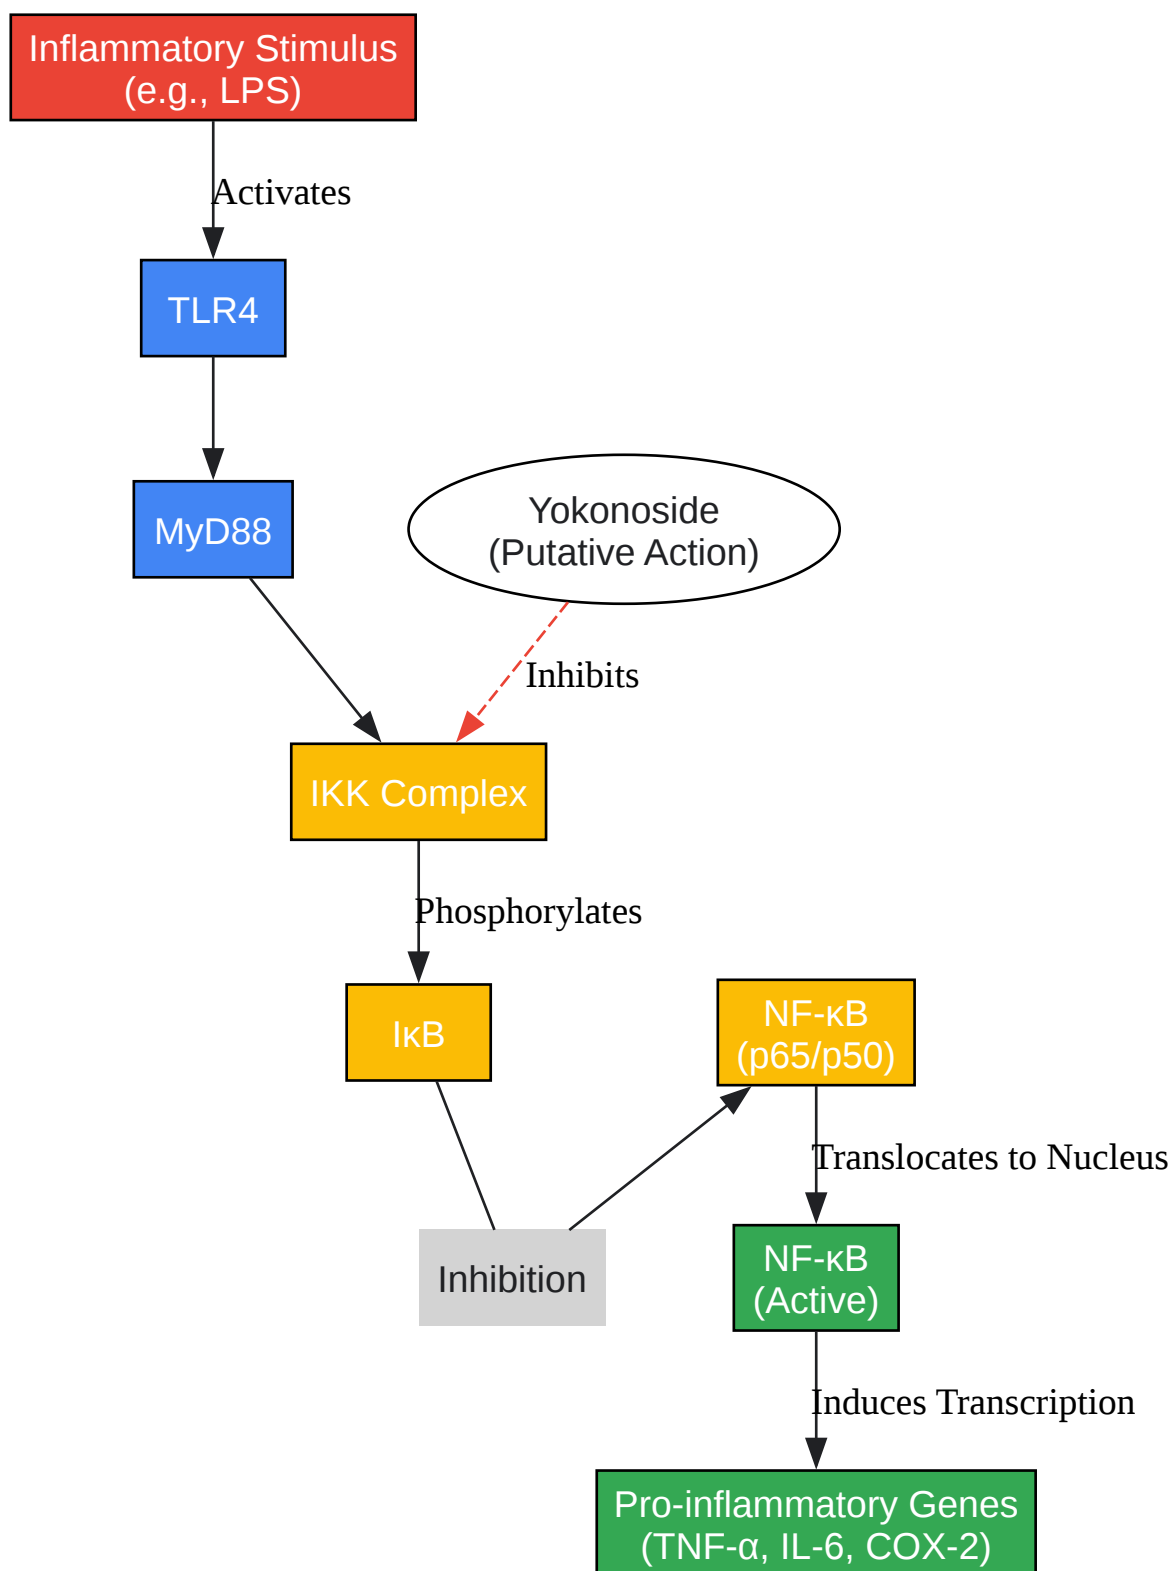 Inflammatory Stimulus
(e.g., LPS)
Activates
TLR4
MyD88
Yokonoside
(Putative Action)
Inhibits
IKK Complex
Phosphorylates
IκB
NF-κB
(p65/p50)
Translocates to Nucleus
Inhibition
NF-κB
(Active)
Induces Transcription
Pro-inflammatory Genes
(TNF-α, IL-6, COX-2)